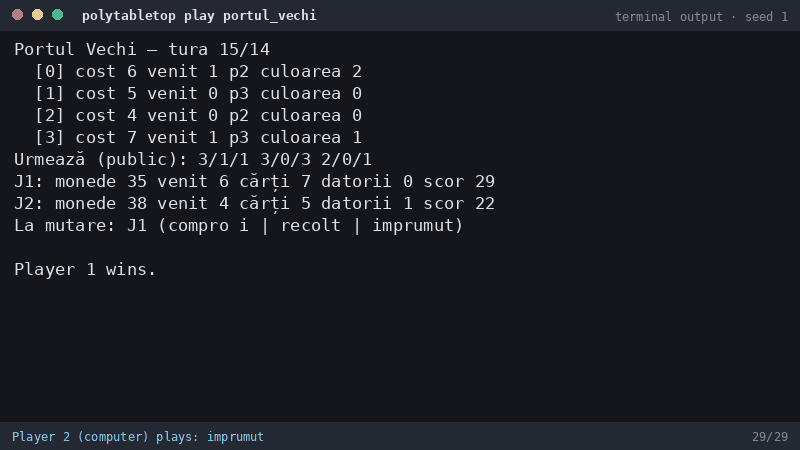 polytabletop play portul_vechi
terminal output · seed 1
Portul Vechi — tura 15/14
[0] cost 6 venit 1 p2 culoarea 2
[1] cost 5 venit 0 p3 culoarea 0
[2] cost 4 venit 0 p2 culoarea 0
[3] cost 7 venit 1 p3 culoarea 1
Urmează (public): 3/1/1 3/0/3 2/0/1
J1: monede 35 venit 6 cărți 7 datorii 0 scor 29
J2: monede 38 venit 4 cărți 5 datorii 1 scor 22
La mutare: J1 (compro i | recolt | imprumut)
Player 1 wins.
Player 2 (computer) plays: imprumut
29/29